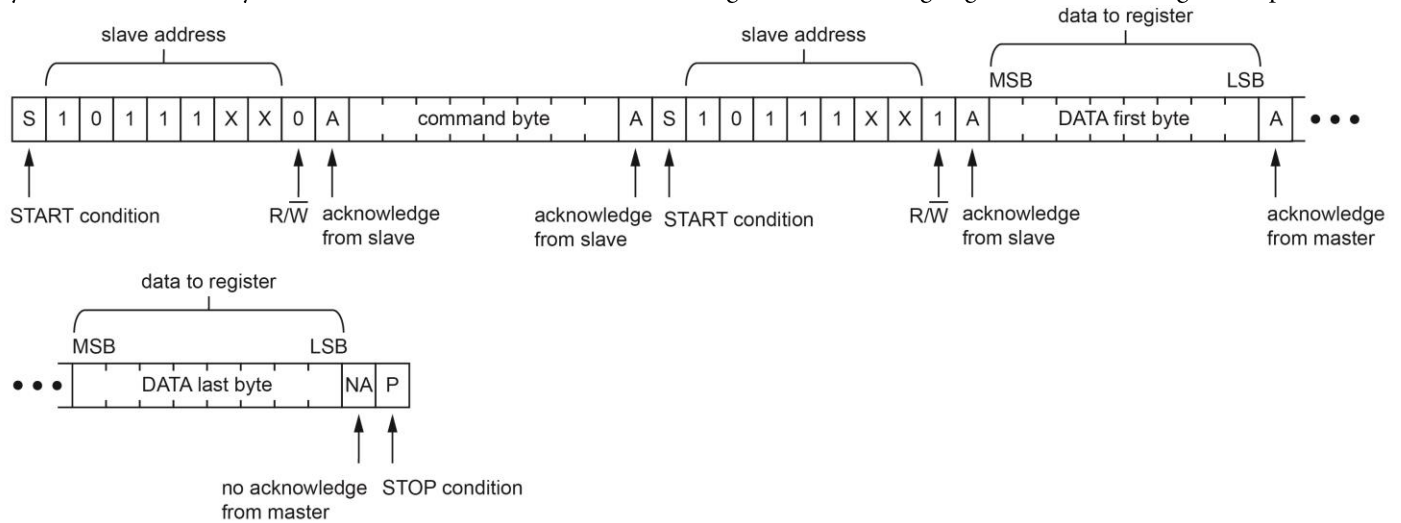 data to register
slave address slave address
MSB LSB
S 1 0 1 1 1 X X 0 A command byte A S 1 0 1 1 1 X X 1 A DATA first byte A •••
START condition R/W̅ acknowledge from slave acknowledge from slave START condition R/W̅ acknowledge from slave acknowledge from master
data to register
MSB LSB
••• DATA last byte NA P
no acknowledge from master STOP condition